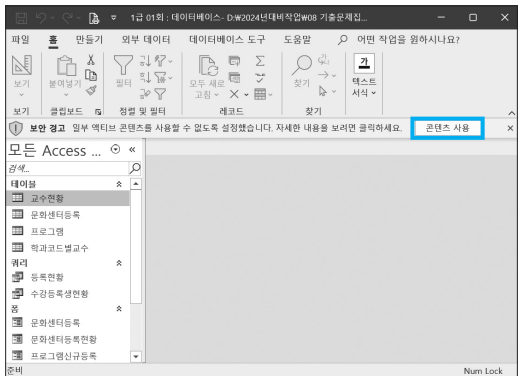 1급 01회 : 데이터베이스- D:₩2024년대비작업₩08 기출문제집...
파일 홈 만들기 외부 데이터 데이터베이스 도구 도움말 어떤 작업을 원하시나요?
보기 붙여넣기 필터 모두 새로 고침 찾기 텍스트 서식
보기 클립보드 정렬 및 필터 레코드 찾기
보안 경고 일부 액티브 콘텐츠를 사용할 수 없도록 설정했습니다. 자세한 내용을 보려면 클릭하세요. 콘텐츠 사용
모든 Access ...
검색...
테이블
교수현황
문화센터등록
프로그램
학과코드별교수
쿼리
등록현황
수강등록생현황
폼
문화센터등록
문화센터등록현황
프로그램신규등록
준비 Num Lock